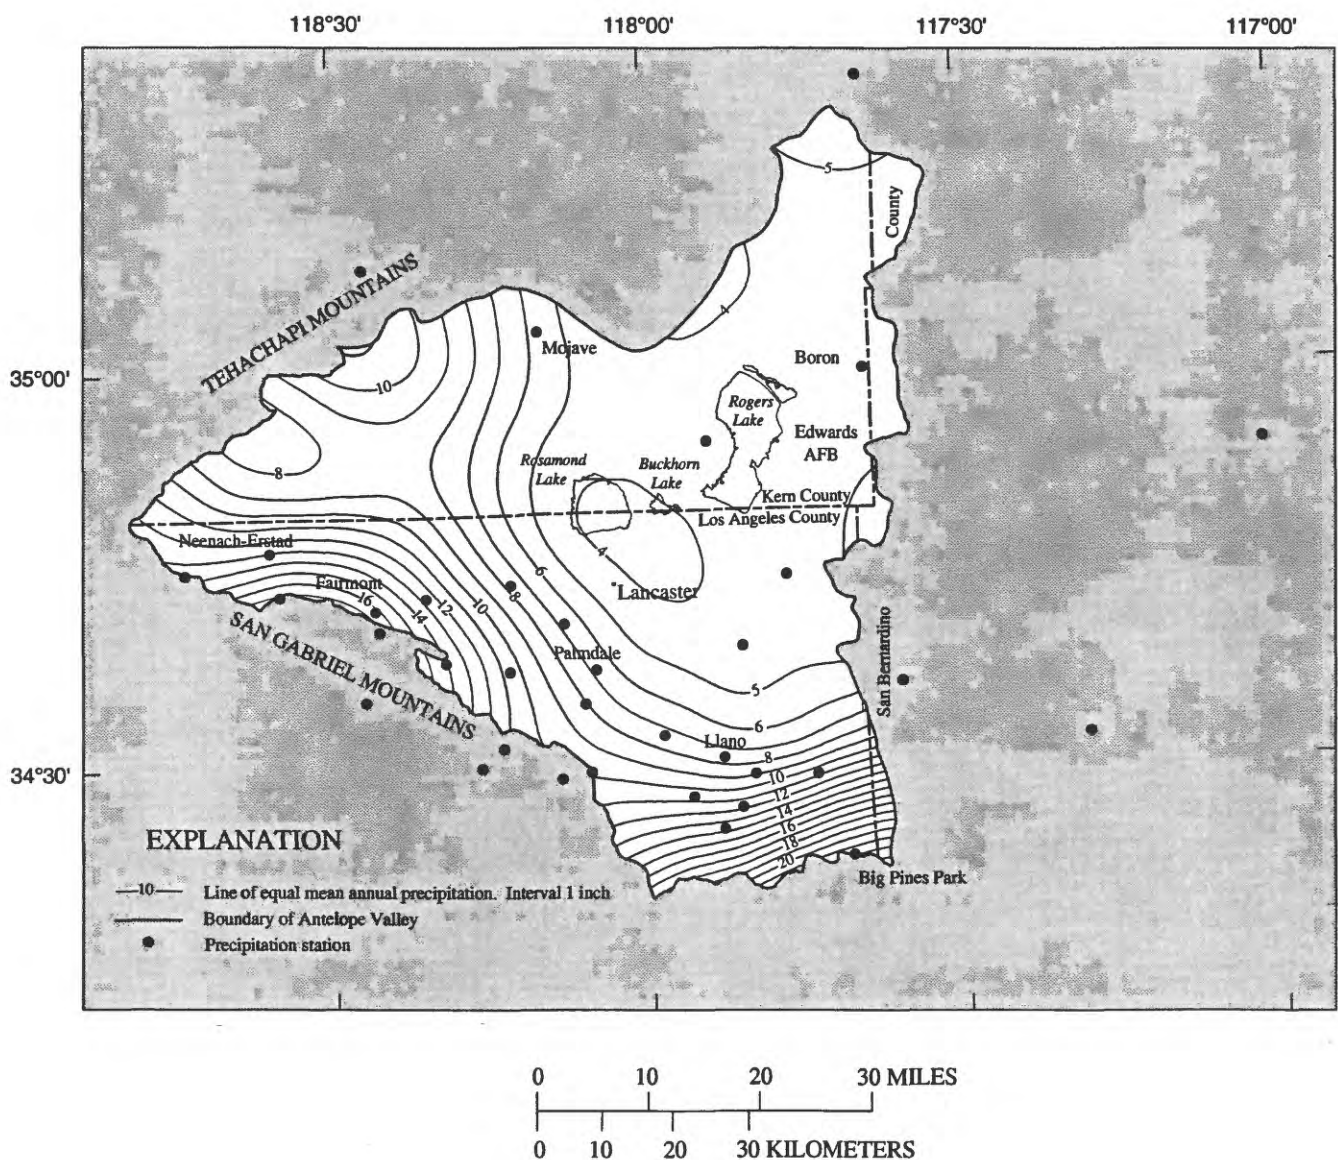 118°30' 118°00' 117°30' 117°00'
5
County
TEHACHAPI MOUNTAINS
4
Mojave
Boron
35°00'
10
Rogers
Lake
Edwards
AFB
8
Rosamond
Lake
Buckhorn
Lake
Kern County
Los Angeles County
Neenach-Erstad
4
6
Fairmont
Lancaster
16
14
12
10
8
SAN GABRIEL MOUNTAINS
Palmdale
San Bernardino
5
6
Llano
8
34°30'
10
12
14
16
18
20
Big Pines Park
EXPLANATION
10 Line of equal mean annual precipitation. Interval 1 inch
Boundary of Antelope Valley
Precipitation station
0 10 20 30 MILES
0 10 20 30 KILOMETERS